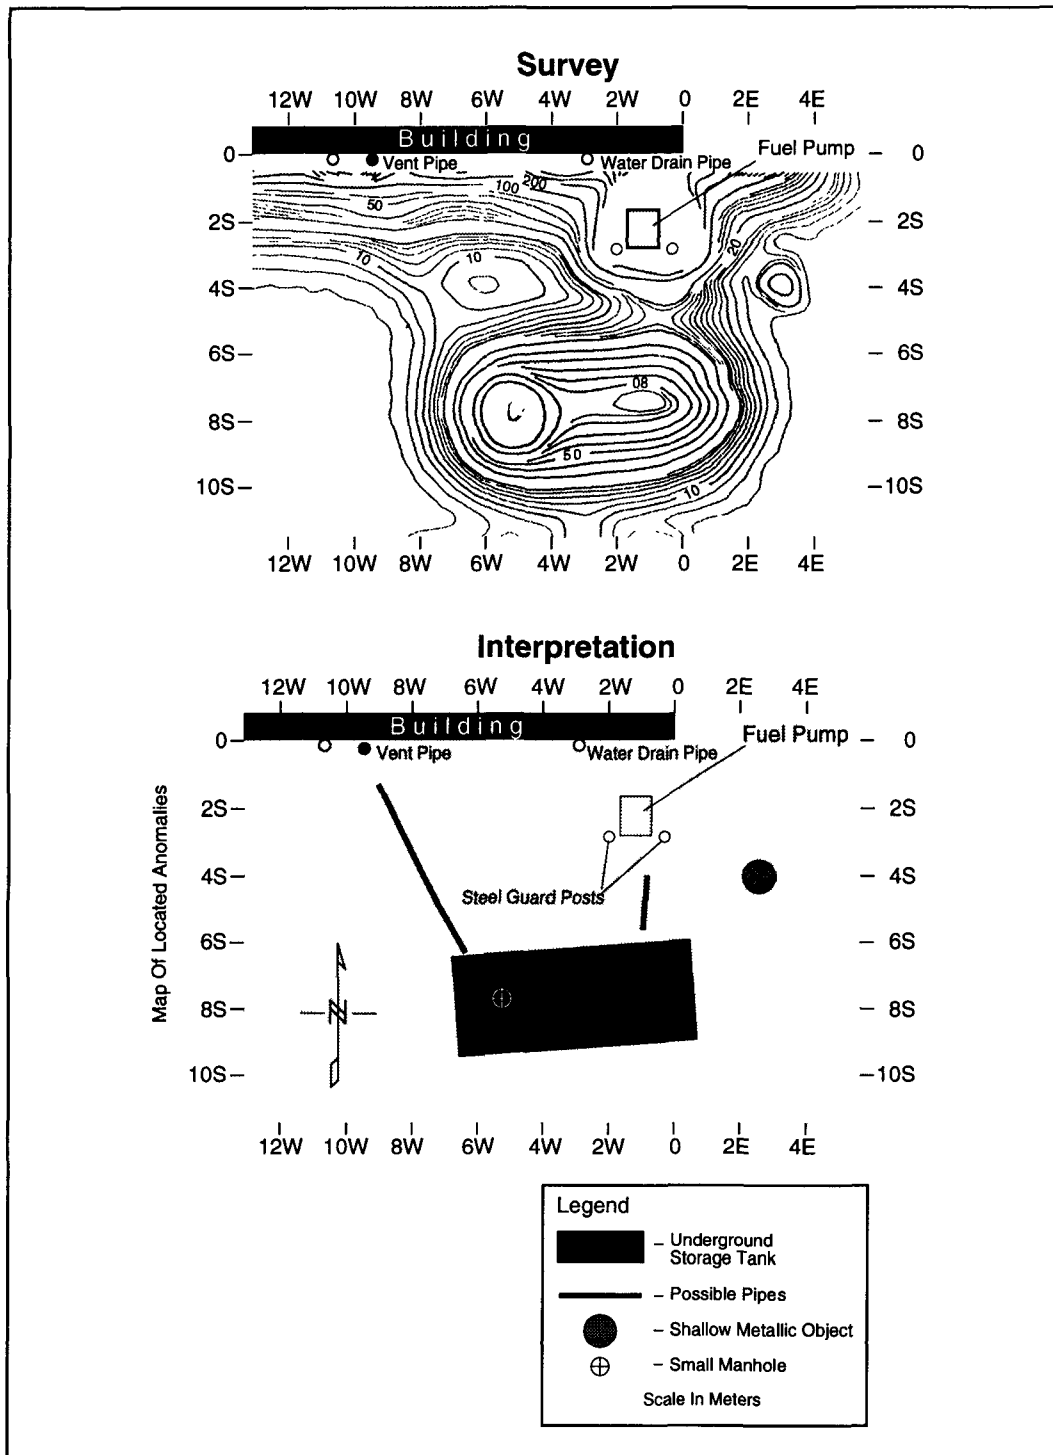 Survey
12W 10W 8W 6W 4W 2W 0 2E 4E
Building
Fuel Pump
0 0
Vent Pipe
Water Drain Pipe
200
100
50
2S 2S
20
10 10
4S 4S
6S 6S
80
8S 8S
50
10S 10 10S
12W 10W 8W 6W 4W 2W 0 2E 4E
Interpretation
12W 10W 8W 6W 4W 2W 0 2E 4E
Building
Fuel Pump
0 0
Vent Pipe
Water Drain Pipe
2S 2S
4S 4S
Steel Guard Posts
6S 6S
Map Of Located Anomalies
8S N 8S
10S 10S
12W 10W 8W 6W 4W 2W 0 2E 4E
Legend
– Underground
Storage Tank
– Possible Pipes
– Shallow Metallic Object
– Small Manhole
Scale In Meters